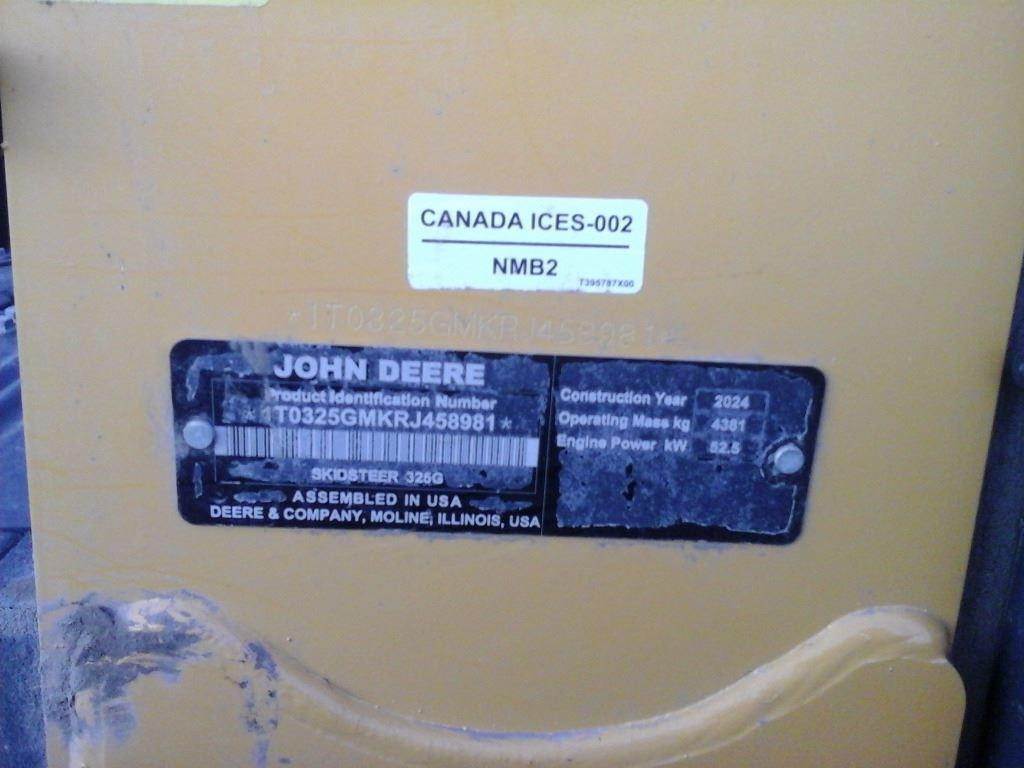 CANADA ICES-002
NMB2
T395787X00
*1T0325GMKRJ458981*
JOHN DEERE
Product Identification Number
*1T0325GMKRJ458981*
SKIDSTEER 325G
ASSEMBLED IN USA
DEERE & COMPANY, MOLINE, ILLINOIS, USA
Construction Year 2024
Operating Mass kg 4381
Engine Power kW 52.5